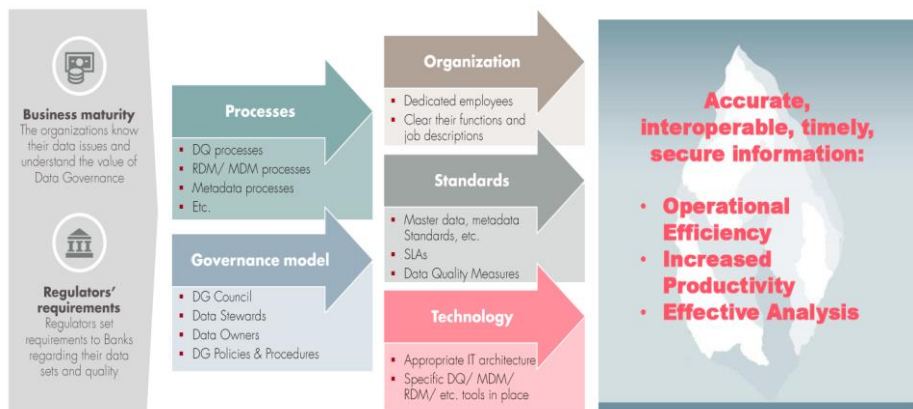 Business maturity
The organizations know
their data issues and
understand the value of
Data Governance
Regulators'
requirements
Regulators set
requirements to Banks
regarding their data
sets and quality
Processes
▪ DQ processes
▪ RDM/ MDM processes
▪ Metadata processes
▪ Etc.
Governance model
▪ DG Council
▪ Data Stewards
▪ Data Owners
▪ DG Policies & Procedures
Organization
▪ Dedicated employees
▪ Clear their functions and
job descriptions
Standards
▪ Master data, metadata
Standards, etc.
▪ SLAs
▪ Data Quality Measures
Technology
▪ Appropriate IT architecture
▪ Specific DQ/ MDM/
RDM/ etc. tools in place
Accurate,
interoperable, timely,
secure information:
• Operational
Efficiency
• Increased
Productivity
• Effective Analysis